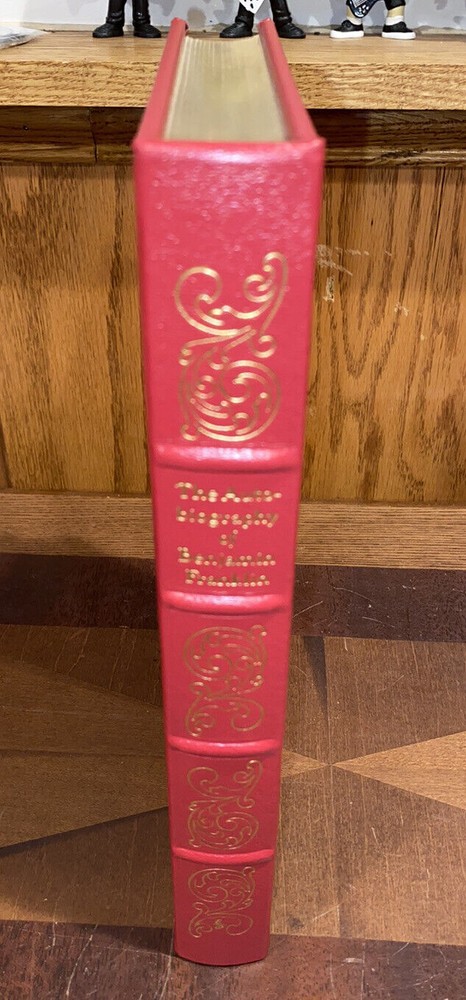 The Auto-
biography
of
Benjamin
Franklin